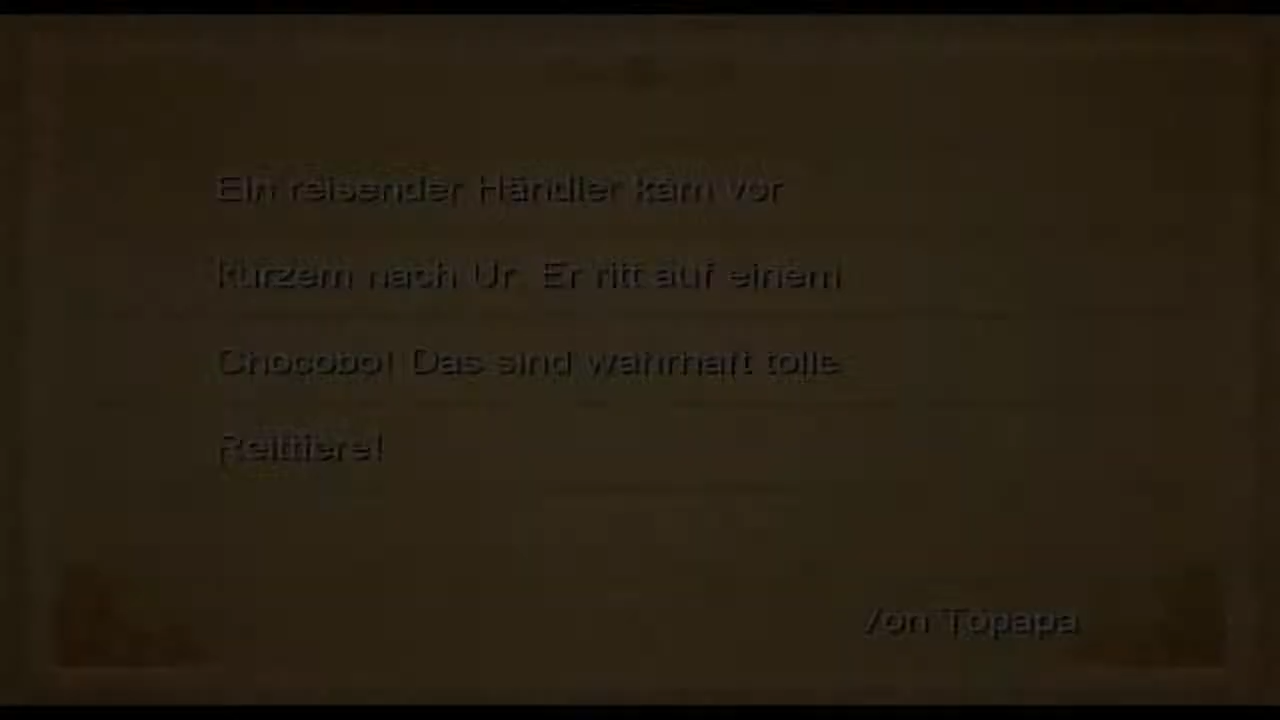 Ein reisender Händler kam vor
kurzem nach Ur. Er ritt auf einem
Chocobo! Das sind wahrhaft tolle
Reittiere!
Von Topapa